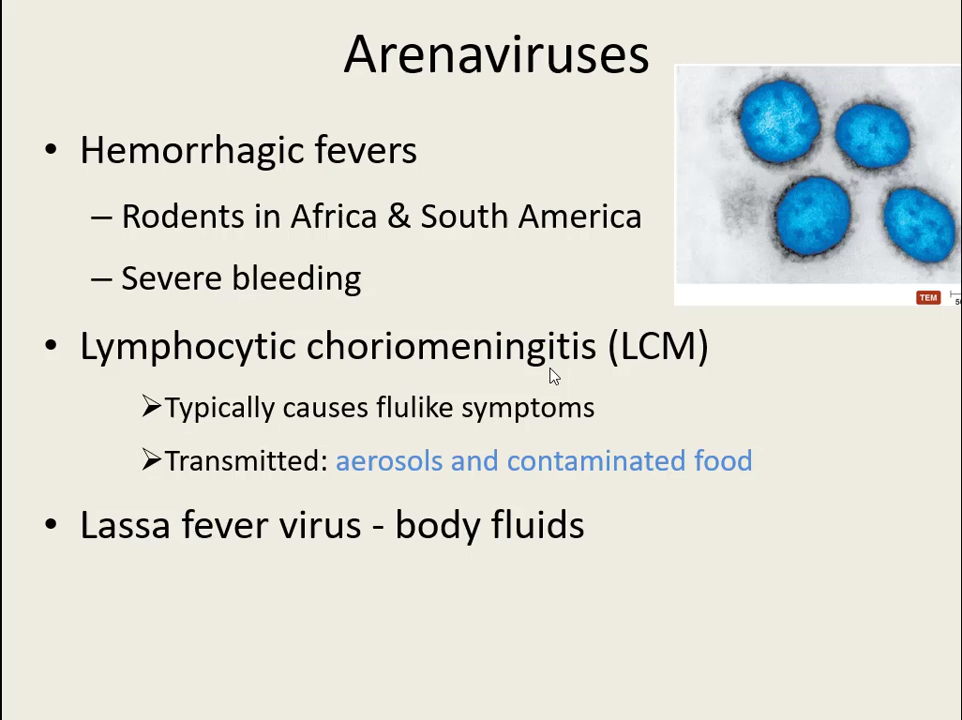 Arenaviruses
• Hemorrhagic fevers
– Rodents in Africa & South America
– Severe bleeding
TEM
• Lymphocytic choriomeningitis (LCM)
➢Typically causes flulike symptoms
➢Transmitted: aerosols and contaminated food
• Lassa fever virus - body fluids